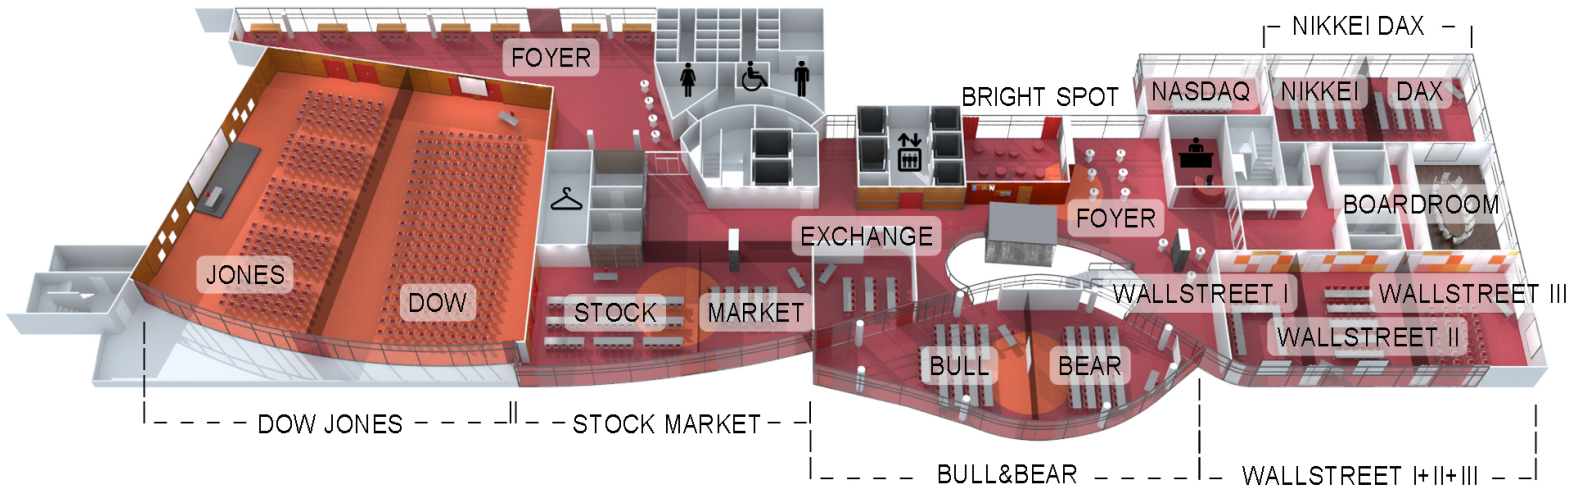 NIKKEI DAX
FOYER
BRIGHT SPOT
NASDAQ
NIKKEI
DAX
BOARDROOM
FOYER
EXCHANGE
JONES
DOW
STOCK
MARKET
WALLSTREET I
WALLSTREET III
WALLSTREET II
BULL
BEAR
DOW JONES
STOCK MARKET
BULL&BEAR
WALLSTREET I+II+III